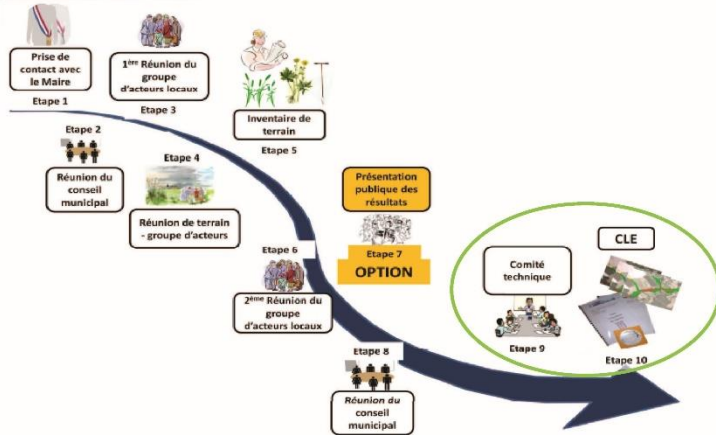 Prise de
contact avec
le Maire
Etape 1
Etape 2
Réunion du
conseil
municipal
1ère Réunion du
groupe
d'acteurs locaux
Etape 3
Etape 4
Réunion de terrain
- groupe d'acteurs
Inventaire de
terrain
Etape 5
Etape 6
2ème Réunion du
groupe
d'acteurs locaux
Présentation
publique des
résultats
Etape 7
OPTION
Etape 8
Réunion du
conseil
municipal
Comité
technique
Etape 9
CLE
Etape 10